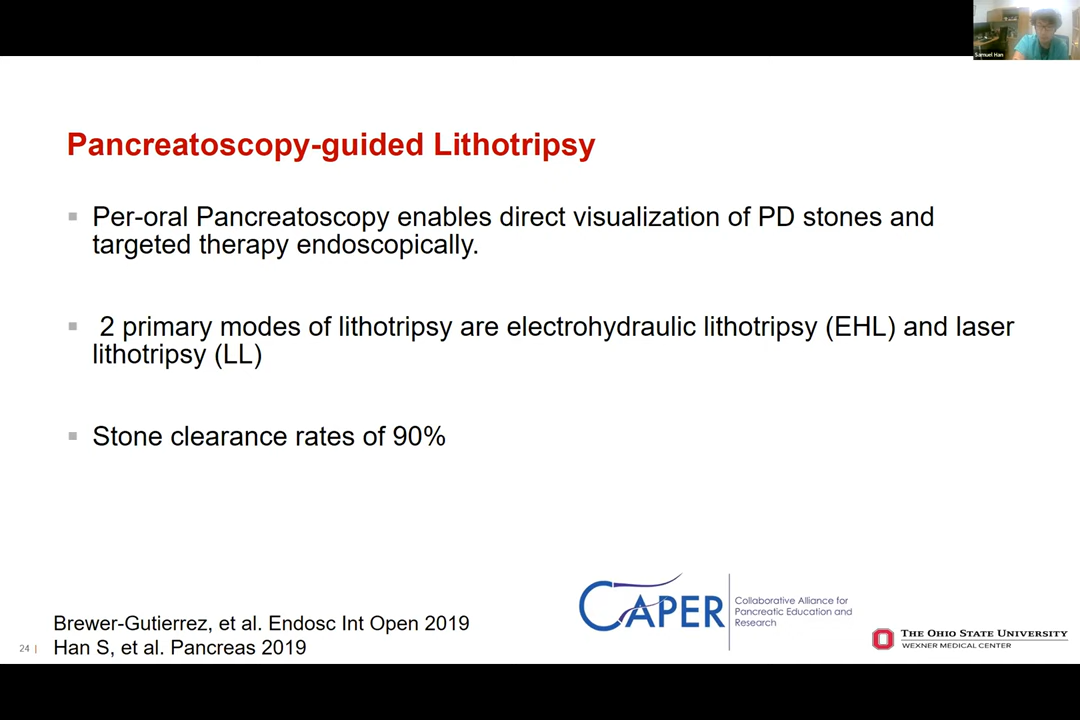 Samuel Han
Pancreatoscopy-guided Lithotripsy
Per-oral Pancreatoscopy enables direct visualization of PD stones and
targeted therapy endoscopically.
2 primary modes of lithotripsy are electrohydraulic lithotripsy (EHL) and laser
lithotripsy (LL)
Stone clearance rates of 90%
Brewer-Gutierrez, et al. Endosc Int Open 2019
24 | Han S, et al. Pancreas 2019
CAPER
Collaborative Alliance for
Pancreatic Education and
Research
THE OHIO STATE UNIVERSITY
WEXNER MEDICAL CENTER